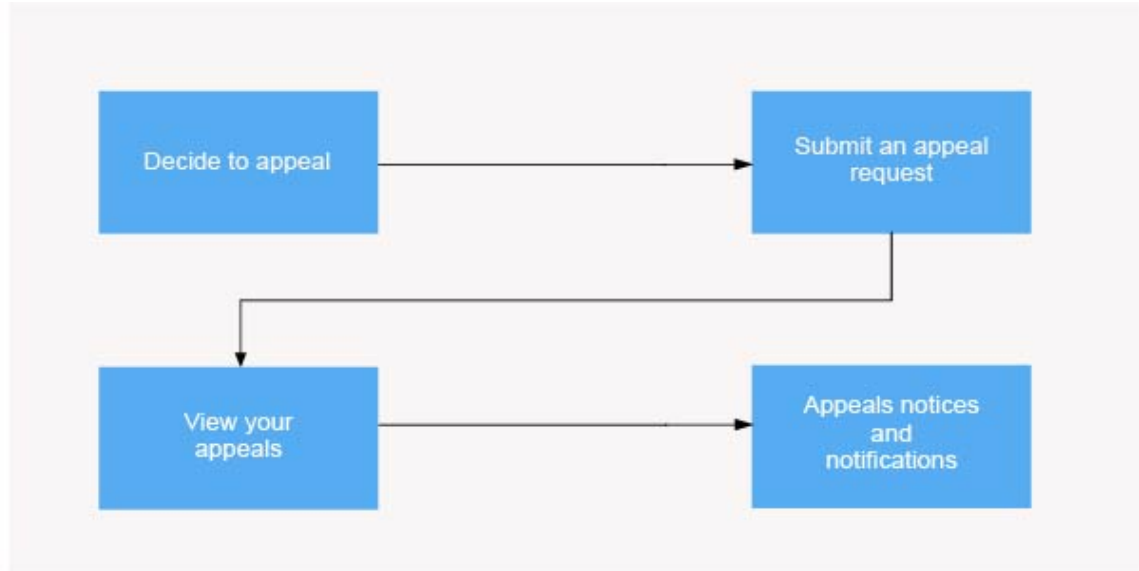 Decide to appeal
Submit an appeal
request
View your
appeals
Appeals notices
and
notifications